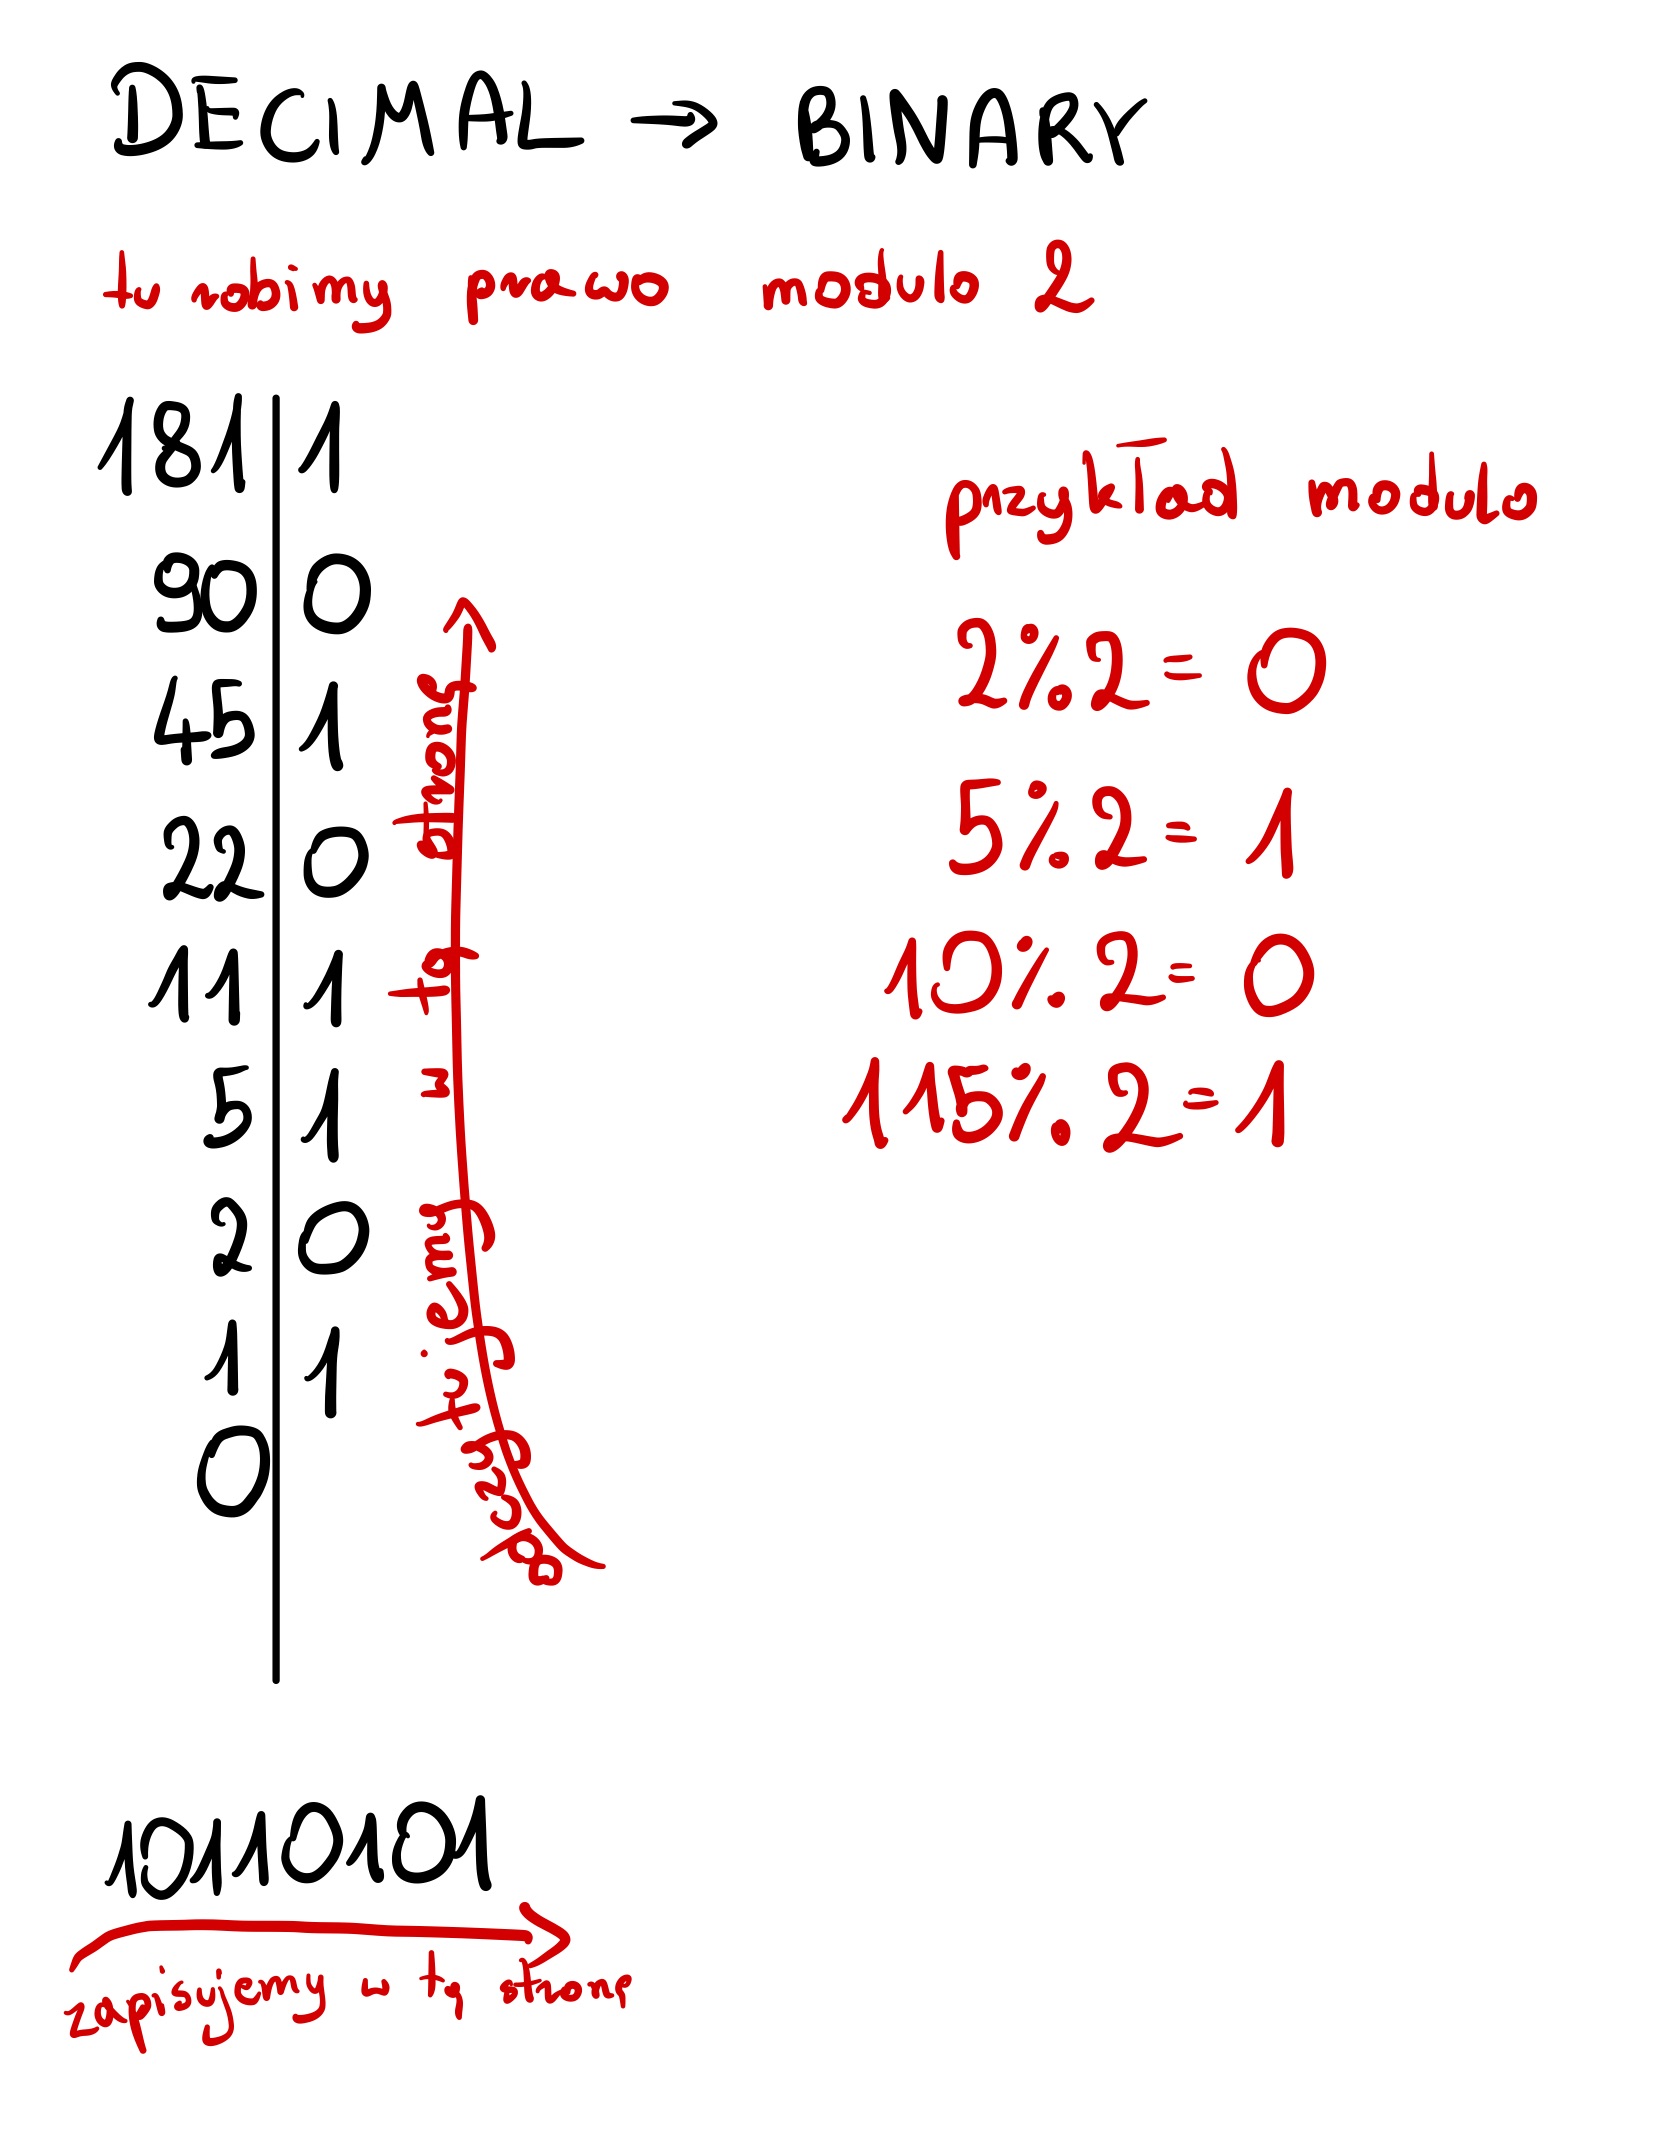 DECIMAL → BINARY
tu robimy prawo modulo 2
181 | 1
90 | 0
45 | 1
22 | 0
11 | 1
5 | 1
2 | 0
1 | 1
0 |
odczytujemy w tą stronę
przykład modulo
2%2= 0
5%2= 1
10%2= 0
115%2= 1
10110101
zapisujemy w tą stronę